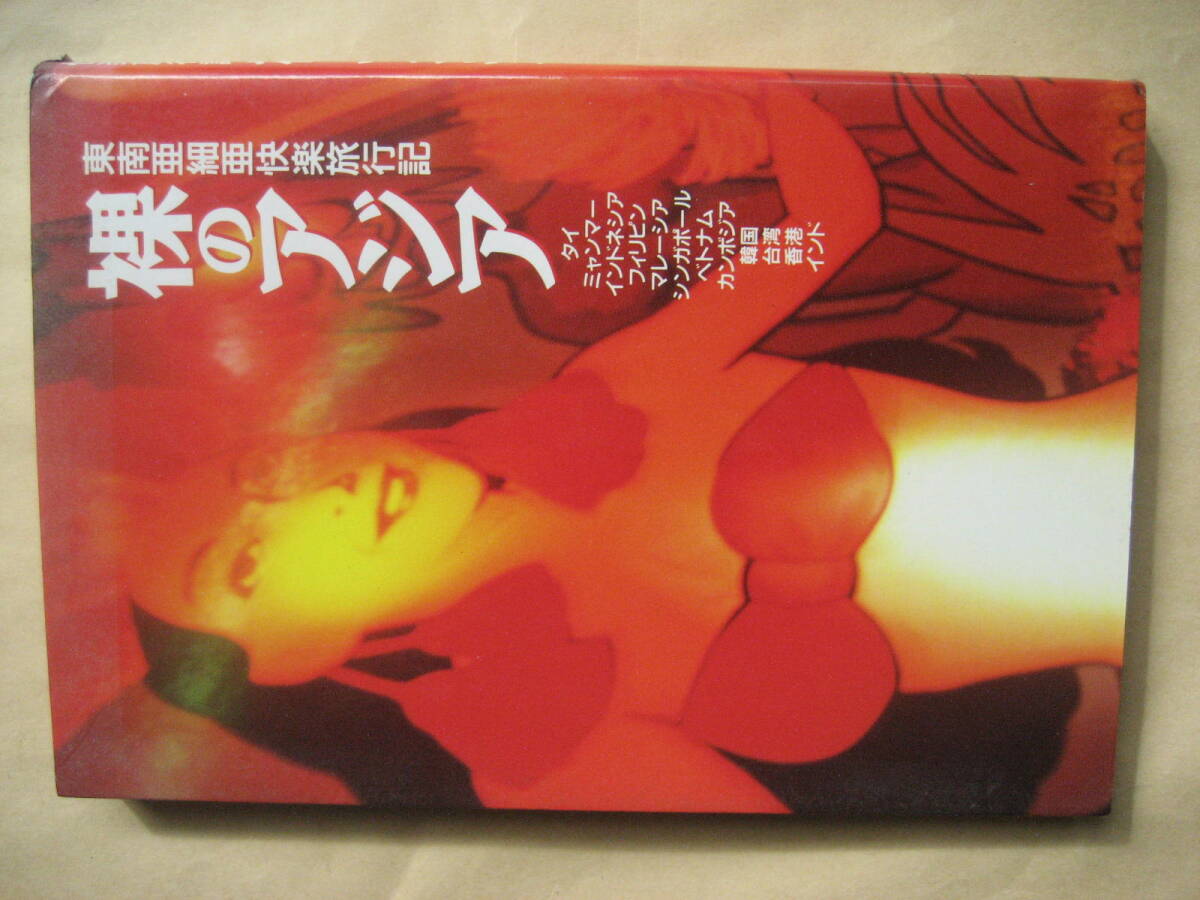 東南亜細亜快楽旅行記
裸のアジア
タイ
ミャンマー
インドネシア
フィリピン
マレーシア
シンガポール
ベトナム
カンボジア
韓国
台湾
香港
インド